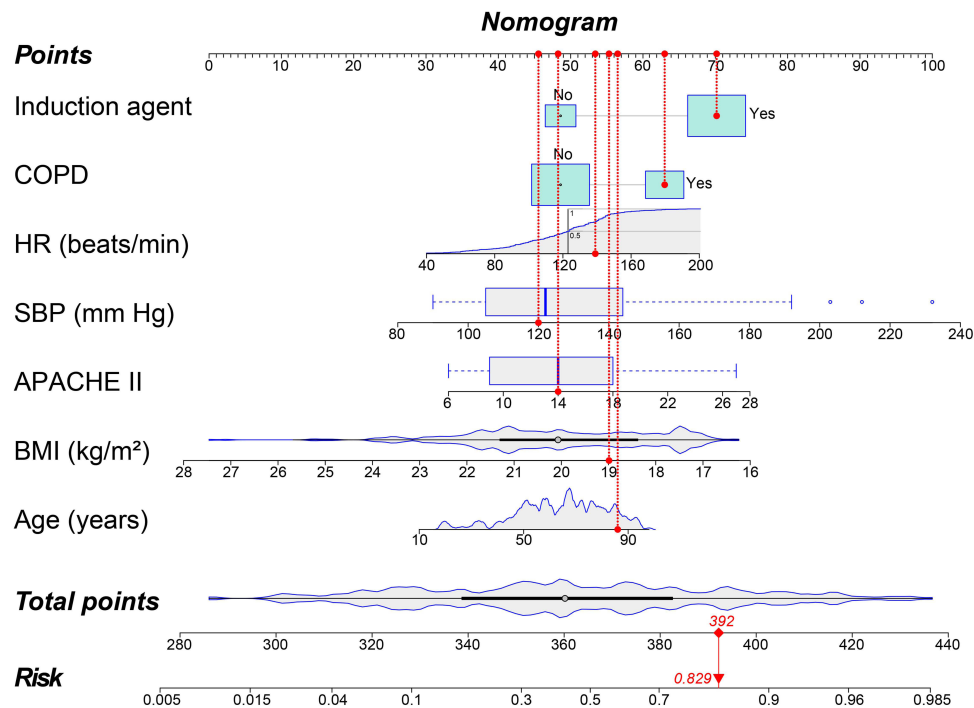 Nomogram
Points
0 10 20 30 40 50 60 70 80 90 100
Induction agent
No
Yes
COPD
No
Yes
HR (beats/min)
1
0.5
40 80 120 160 200
SBP (mm Hg)
80 100 120 140 160 180 200 220 240
APACHE II
6 10 14 18 22 26 28
BMI (kg/m²)
28 27 26 25 24 23 22 21 20 19 18 17 16
Age (years)
10 50 90
Total points
392
280 300 320 340 360 380 400 420 440
Risk
0.829
0.005 0.015 0.04 0.1 0.3 0.5 0.7 0.9 0.96 0.985